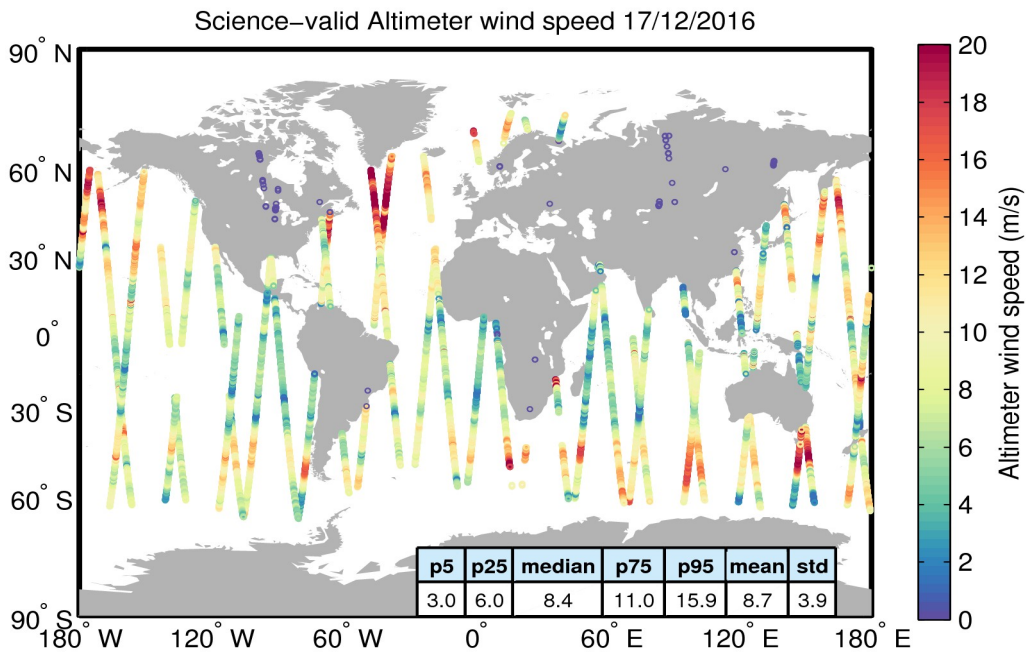 Science−valid Altimeter wind speed 17/12/2016
90° N
60° N
30° N
0°
30° S
60° S
90° S
180° W
120° W
60° W
0°
60° E
120° E
180° E
p5 p25 median p75 p95 mean std
3.0 6.0 8.4 11.0 15.9 8.7 3.9
20
18
16
14
12
10
8
6
4
2
0
Altimeter wind speed (m/s)